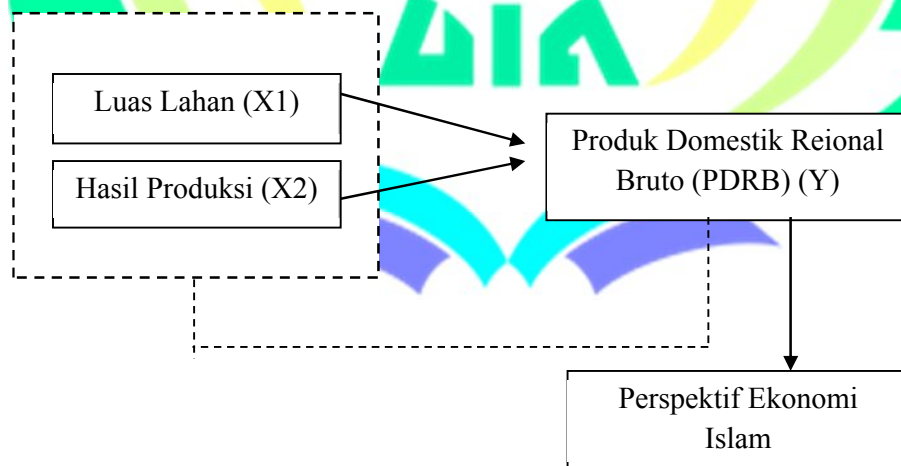 Luas Lahan (X1)
Produk Domestik Reional
Bruto (PDRB) (Y)
Hasil Produksi (X2)
Perspektif Ekonomi
Islam